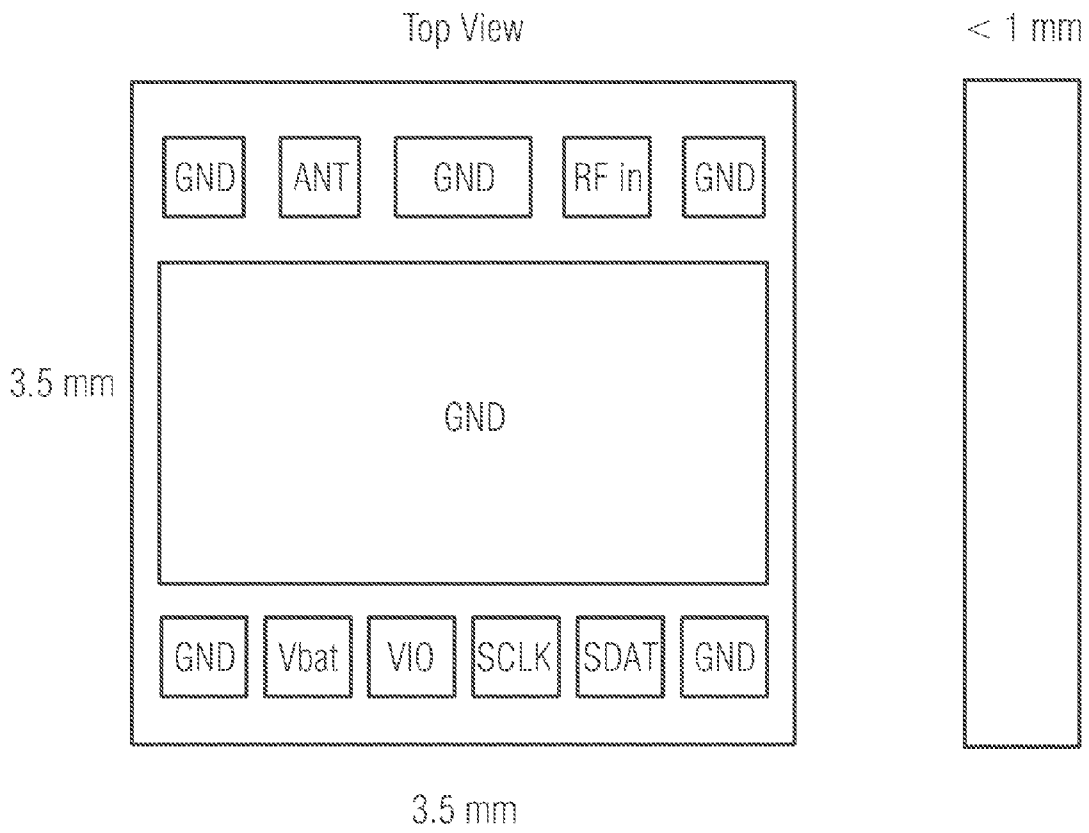 Top View < 1 mm
GND ANT GND RF in GND
3.5 mm
GND
GND Vbat VIO SCLK SDAT GND
3.5 mm